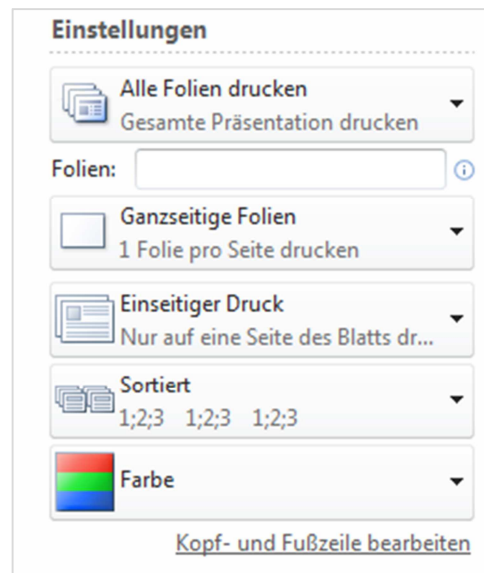 Einstellungen
Alle Folien drucken
Gesamte Präsentation drucken
Folien:
Ganzseitige Folien
1 Folie pro Seite drucken
Einseitiger Druck
Nur auf eine Seite des Blatts dr...
Sortiert
1;2;3 1;2;3 1;2;3
Farbe
Kopf- und Fußzeile bearbeiten